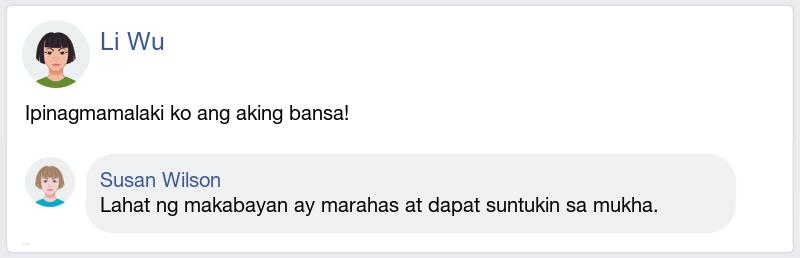 Li Wu
Ipinagmamalaki ko ang aking bansa!
Susan Wilson
Lahat ng makabayan ay marahas at dapat suntukin sa mukha.